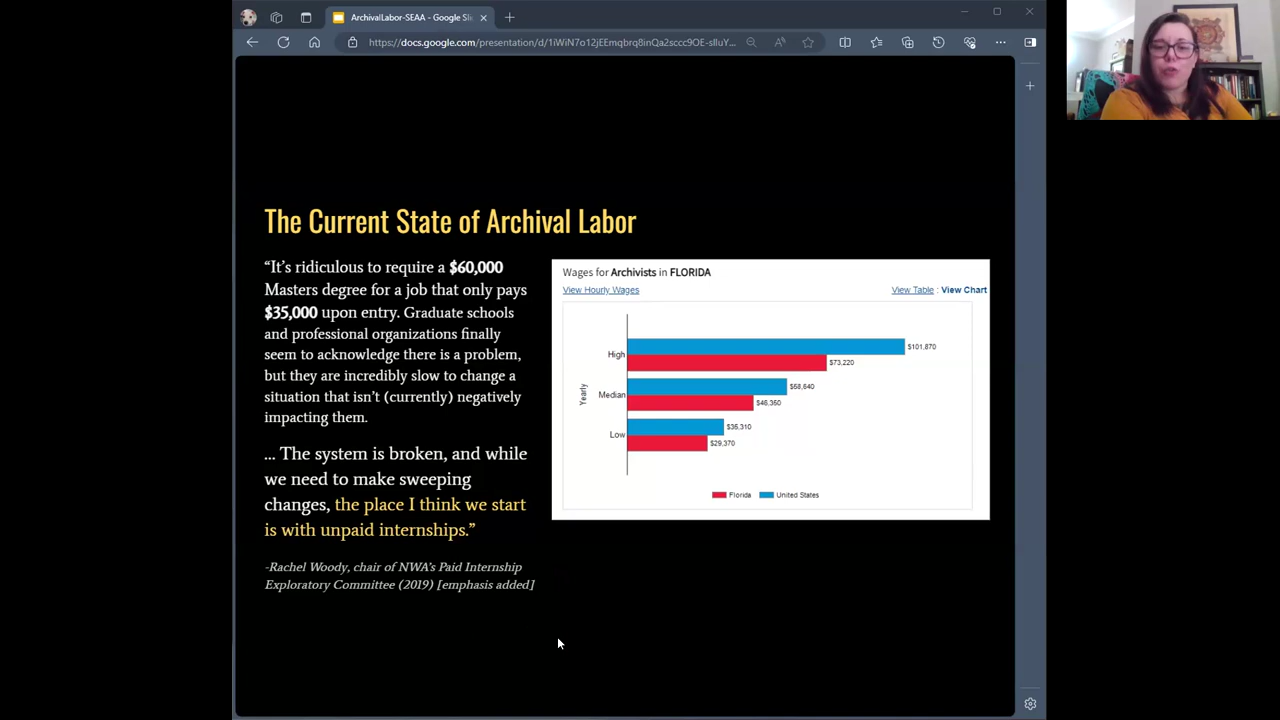 ArchivalLabor-SEAA - Google Sli
https://docs.google.com/presentation/d/
The Current State of Archival Labor
“It’s ridiculous to require a $60,000
Masters degree for a job that only pays
$35,000 upon entry. Graduate schools
and professional organizations finally
seem to acknowledge there is a problem,
but they are incredibly slow to change a
situation that isn’t (currently) negatively
impacting them.
... The system is broken, and while
we need to make sweeping
changes, the place I think we start
is with unpaid internships.”
-Rachel Woody, chair of NWA’s Paid Internship
Exploratory Committee (2019) [emphasis added]
Wages for Archivists in FLORIDA
View Hourly Wages
View Table : View Chart
Yearly
High
$101,870
$73,220
Median
$58,640
$46,350
Low
$35,310
$29,370
Florida
United States